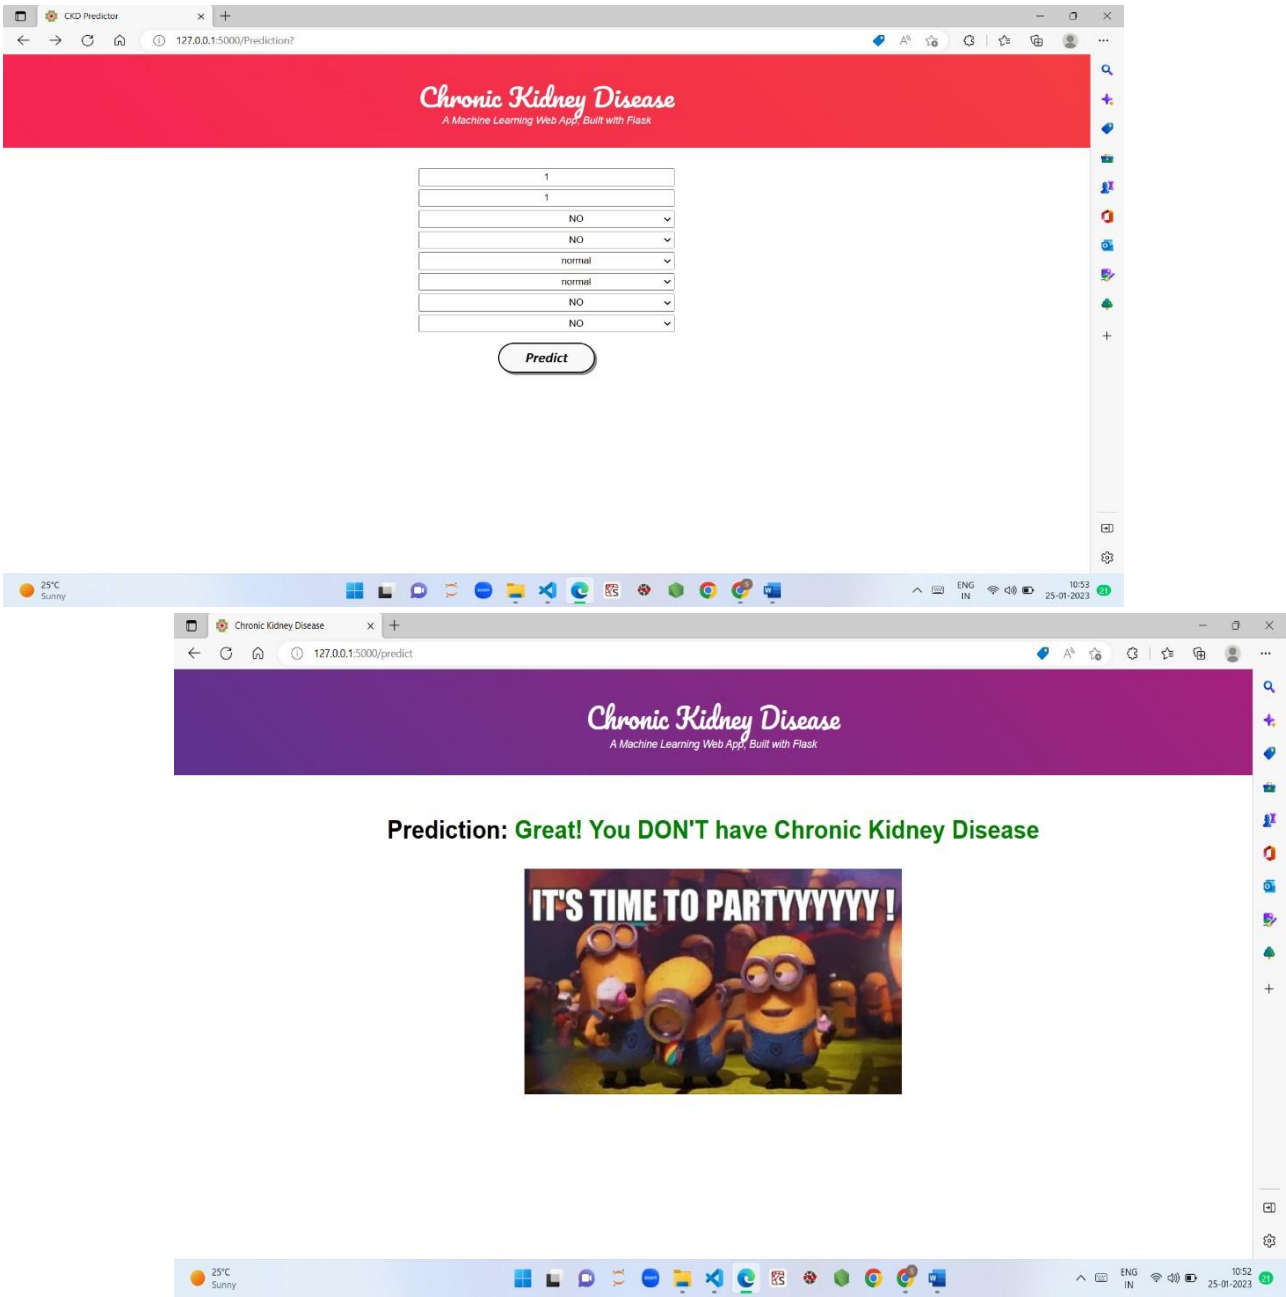 CKD Predictor
127.0.0.1:5000/Prediction?
Chronic Kidney Disease
A Machine Learning Web App, Built with Flask
1
1
NO
NO
normal
normal
NO
NO
Predict
25°C
Sunny
ENG
IN
10:53
25-01-2023
21
Chronic Kidney Disease
127.0.0.1:5000/predict
Chronic Kidney Disease
A Machine Learning Web App, Built with Flask
Prediction: Great! You DON'T have Chronic Kidney Disease
IT'S TIME TO PARTYYYYYY !
25°C
Sunny
ENG
IN
10:52
25-01-2023
21